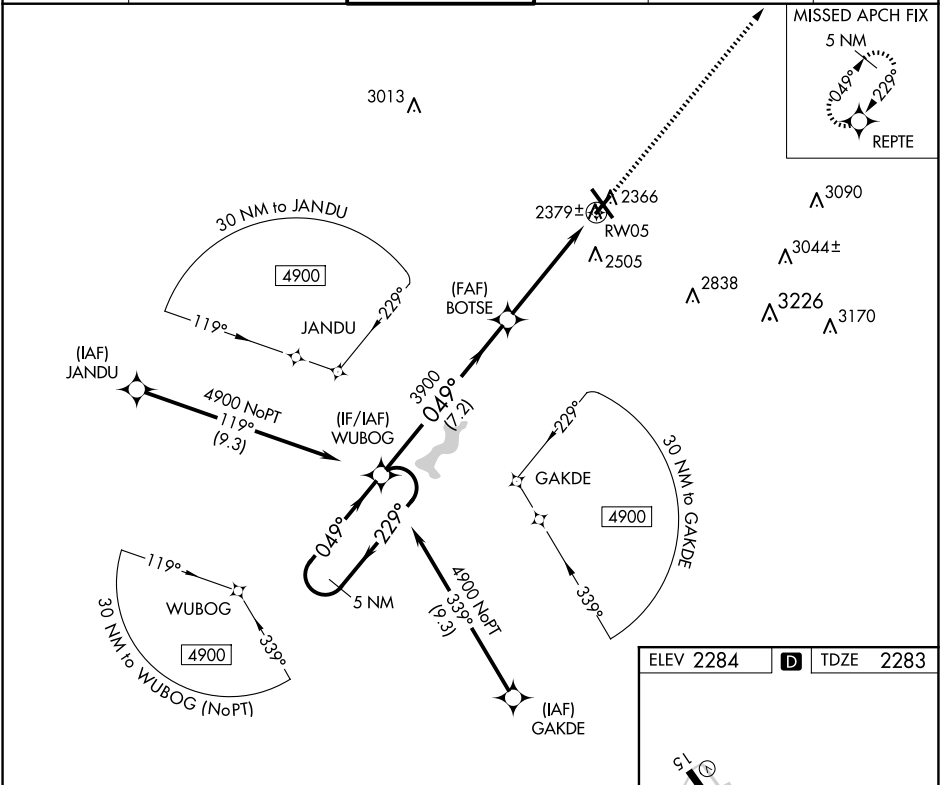 MISSED APCH FIX
5 NM
049°
229°
REPTE
3013
2366
2379±
RW05
2505
3090
3044±
2838
3226
3170
30 NM to JANDU
4900
119°
229°
JANDU
(FAF)
BOTSE
(IAF)
JANDU
4900 NoPT
119°
(9.3)
(IF/IAF)
WUBOG
3900
049°
(7.2)
229°
GAKDE
30 NM to GAKDE
4900
339°
049°
229°
5 NM
119°
WUBOG
339°
4900
30 NM to WUBOG (NoPT)
4900 NoPT
339°
(9.3)
(IAF)
GAKDE
ELEV 2284 D TDZE 2283
15
V